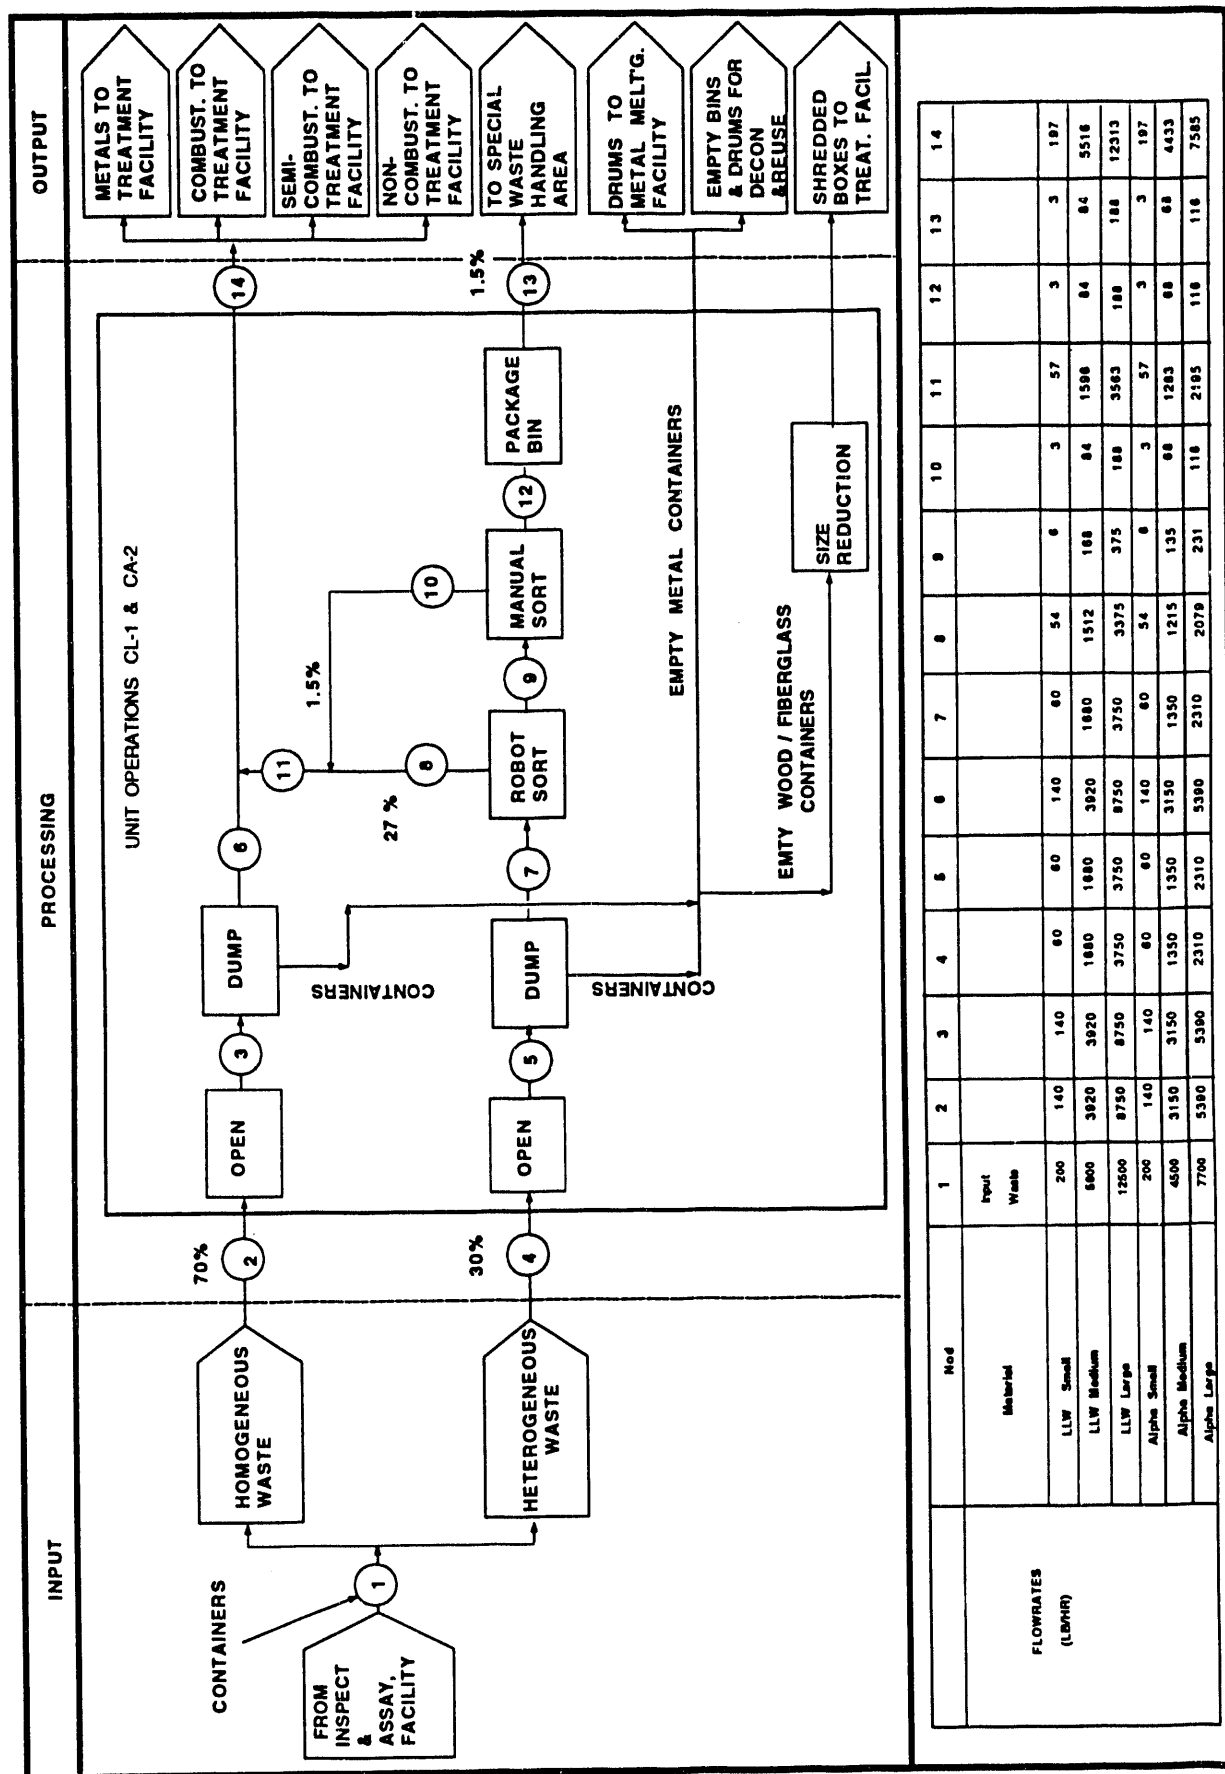 INPUT
PROCESSING
OUTPUT
CONTAINERS
FROM
INSPECT
&
ASSAY,
FACILITY
1
HOMOGENEOUS
WASTE
HETEROGENEOUS
WASTE
70%
2
30%
4
UNIT OPERATIONS CL-1 & CA-2
OPEN
3
DUMP
6
14
CONTAINERS
OPEN
5
DUMP
7
ROBOT
SORT
9
MANUAL
SORT
12
PACKAGE
BIN
13
1.5%
CONTAINERS
27 %
8
11
1.5%
10
EMPTY METAL CONTAINERS
EMTY WOOD / FIBERGLASS
CONTAINERS
SIZE
REDUCTION
METALS TO
TREATMENT
FACILITY
COMBUST. TO
TREATMENT
FACILITY
SEMI-
COMBUST. TO
TREATMENT
FACILITY
NON-
COMBUST. TO
TREATMENT
FACILITY
TO SPECIAL
WASTE
HANDLING
AREA
DRUMS TO
METAL MELT'G.
FACILITY
EMPTY BINS
& DRUMS FOR
DECON
&REUSE
SHREDDED
BOXES TO
TREAT. FACIL.
Nod 1 2 3 4 5 6 7 8 9 10 11 12 13 14
Material Input
Waste
FLOWRATES
(LB/HR)
LLW Small 200 140 140 60 60 140 60 54 6 3 57 3 3 197
LLW Medium 5600 3920 3920 1680 1680 3920 1680 1512 168 84 1596 84 84 5516
LLW Large 12500 8750 8750 3750 3750 8750 3750 3375 375 188 3563 188 188 12313
Alpha Small 200 140 140 60 60 140 60 54 6 3 57 3 3 197
Alpha Medium 4500 3150 3150 1350 1350 3150 1350 1215 135 68 1283 68 68 4433
Alpha Large 7700 5390 5390 2310 2310 5390 2310 2079 231 116 2195 116 116 7585